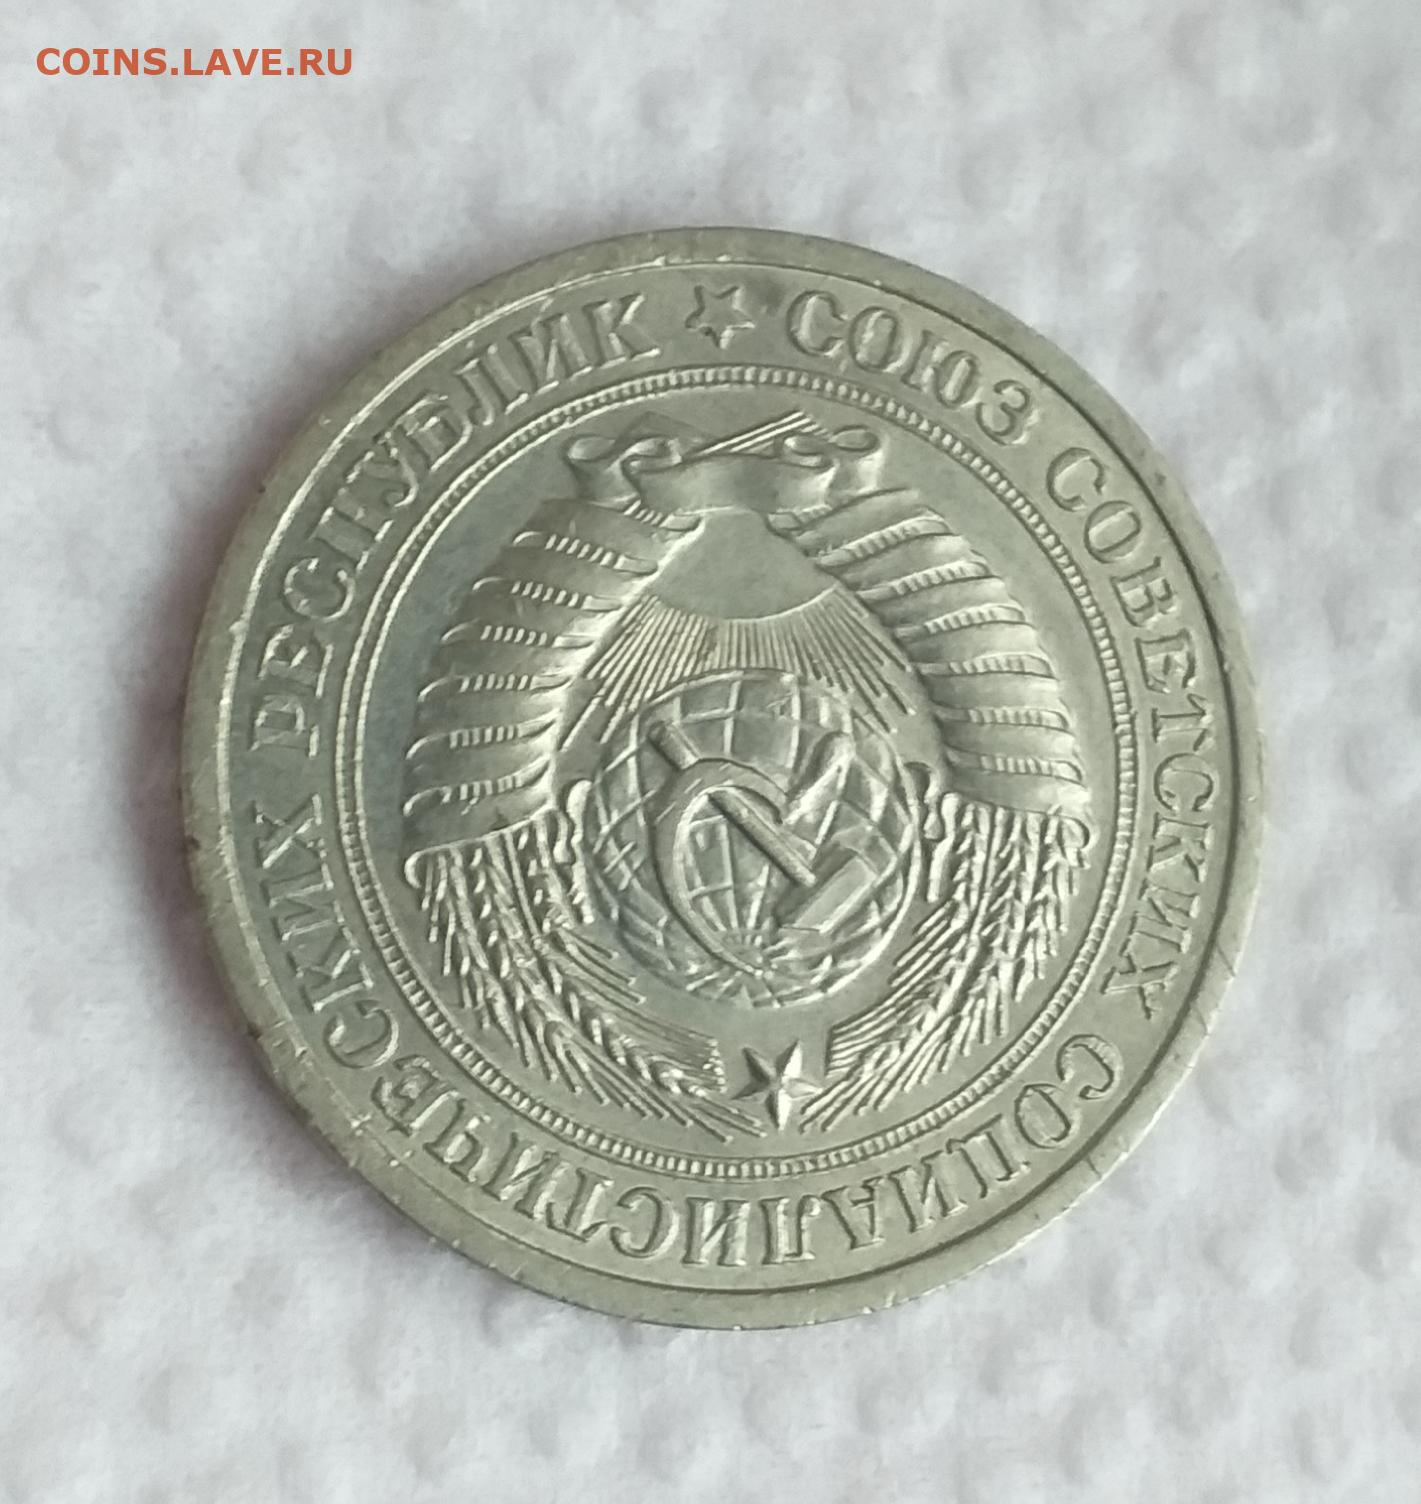 COINS.LAVE.RU
★ СОЮЗ СОВЕТСКИХ СОЦИАЛИСТИЧЕСКИХ РЕСПУБЛИК